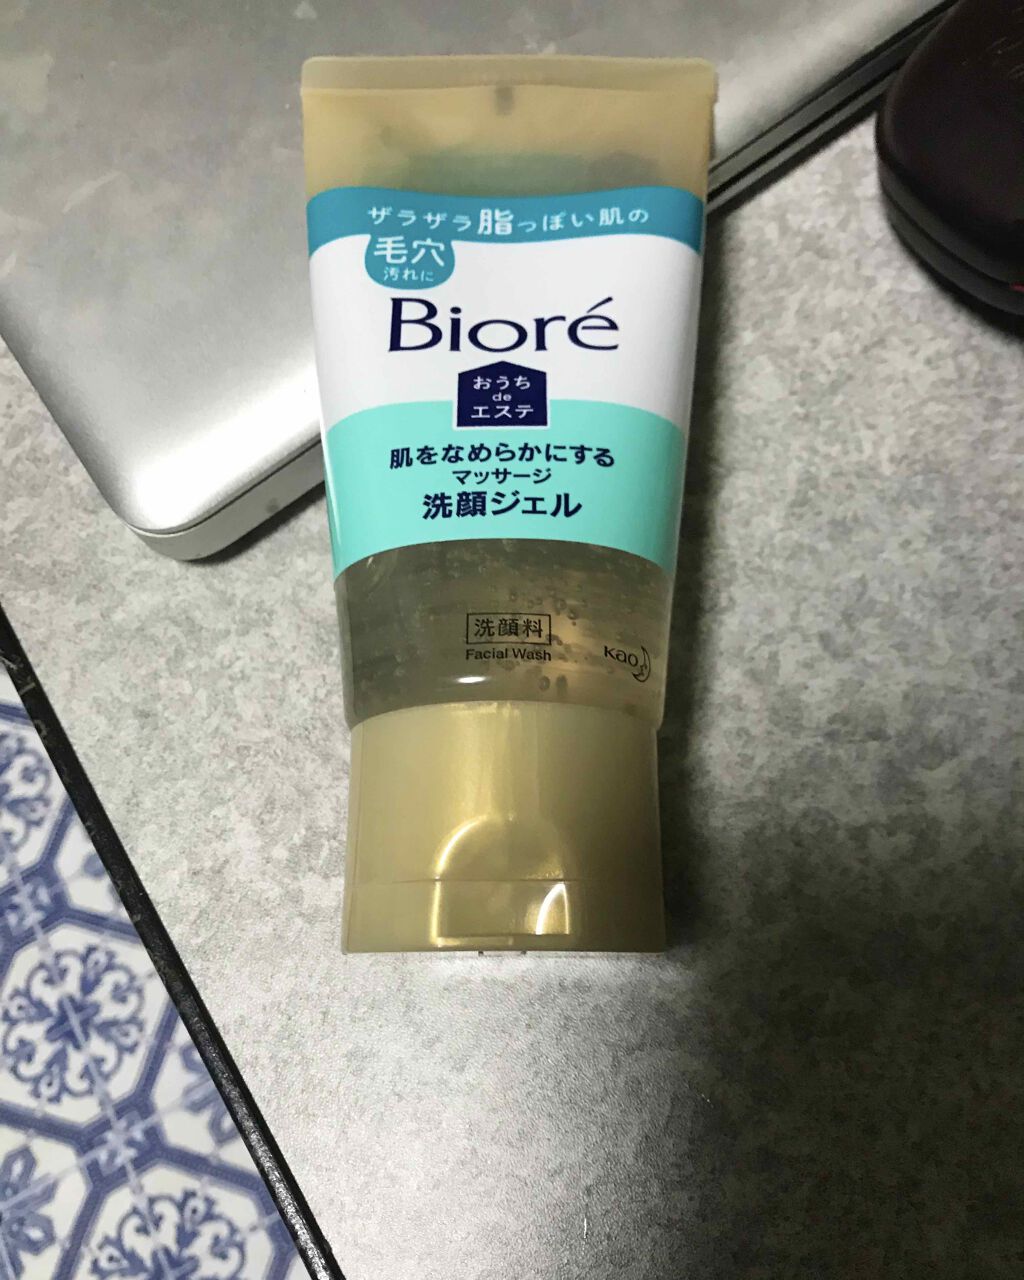 ザラザラ脂っぽい肌の
毛穴
汚れに
Bioré
おうち
de
エステ
肌をなめらかにする
マッサージ
洗顔ジェル
洗顔料
Facial Wash
Kao